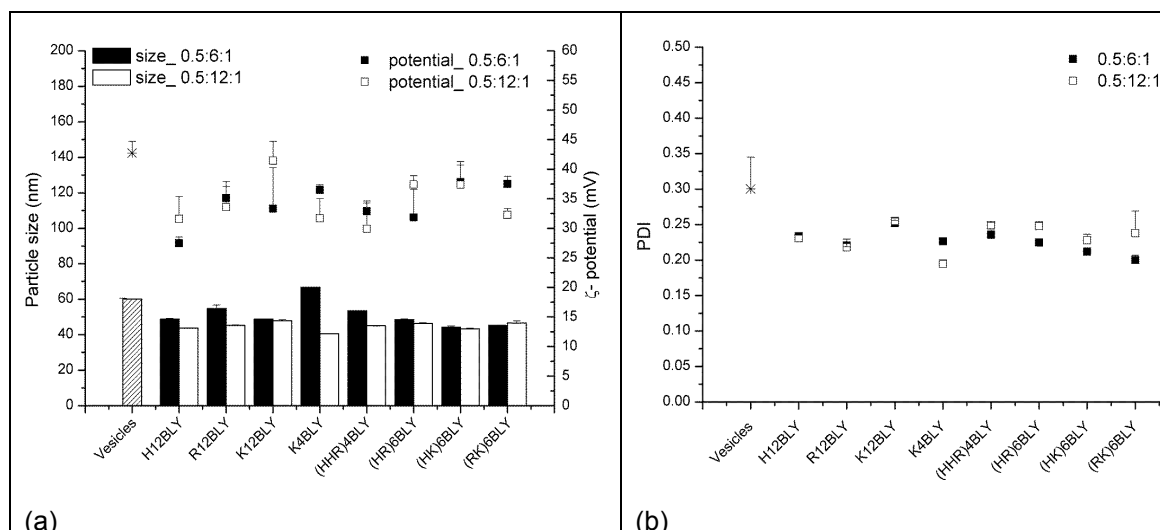 size_ 0.5:6:1
size_ 0.5:12:1
potential_ 0.5:6:1
potential_ 0.5:12:1
200
180
160
140
120
100
80
60
40
20
0
Particle size (nm)
60
55
50
45
40
35
30
25
20
15
10
5
0
ζ- potential (mV)
Vesicles
H12BLY
R12BLY
K12BLY
K4BLY
(HHR)4BLY
(HR)6BLY
(HK)6BLY
(RK)6BLY
(a)
0.5:6:1
0.5:12:1
0.50
0.45
0.40
0.35
0.30
0.25
0.20
0.15
0.10
0.05
0.00
PDI
Vesicles
H12BLY
R12BLY
K12BLY
K4BLY
(HHR)4BLY
(HR)6BLY
(HK)6BLY
(RK)6BLY
(b)